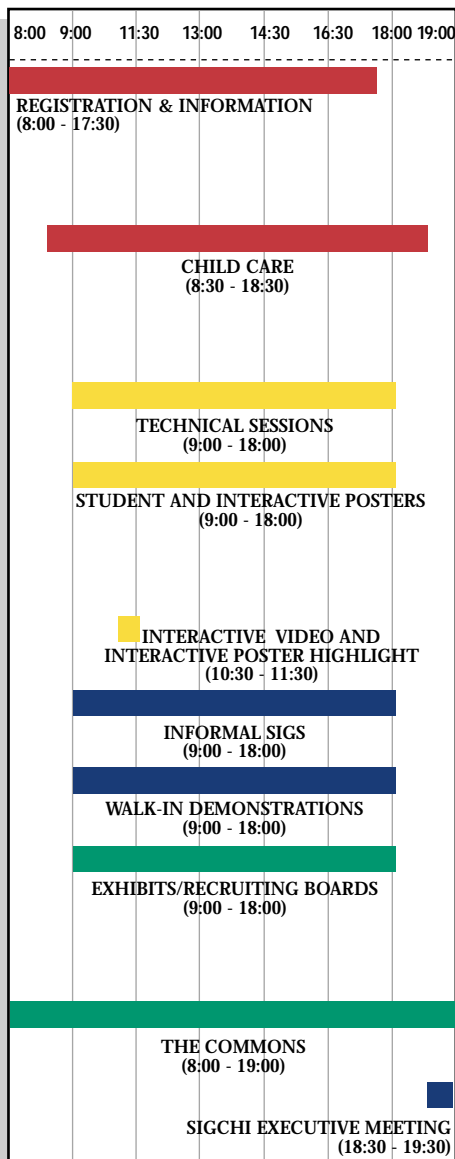 8:00 9:00 11:30 13:00 14:30 16:30 18:00 19:00
REGISTRATION & INFORMATION
(8:00 - 17:30)
CHILD CARE
(8:30 - 18:30)
TECHNICAL SESSIONS
(9:00 - 18:00)
STUDENT AND INTERACTIVE POSTERS
(9:00 - 18:00)
INTERACTIVE VIDEO AND
INTERACTIVE POSTER HIGHLIGHT
(10:30 - 11:30)
INFORMAL SIGS
(9:00 - 18:00)
WALK-IN DEMONSTRATIONS
(9:00 - 18:00)
EXHIBITS/RECRUITING BOARDS
(9:00 - 18:00)
THE COMMONS
(8:00 - 19:00)
SIGCHI EXECUTIVE MEETING
(18:30 - 19:30)